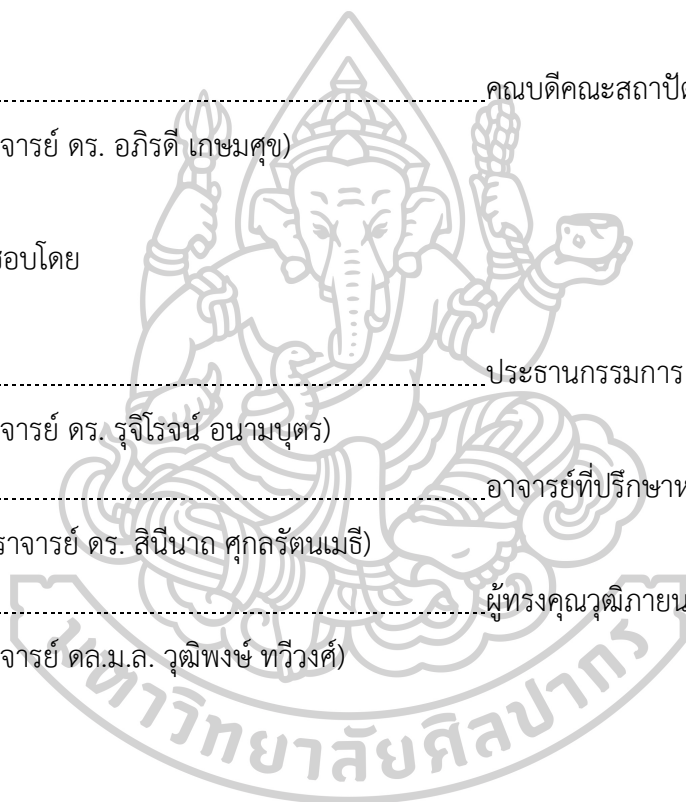 คณบดีคณะสถาปัต
จารย์ ดร. อภิรดี เกษมศุข)
สอบโดย
ประธานกรรมการ
จารย์ ดร. รุจิโรจน์ อนามบุตร)
อาจารย์ที่ปรึกษาห
ราจารย์ ดร. สินีนาถ ศุกลรัตนเมธี)
ผู้ทรงคุณวุฒิภายน
จารย์ ดล.ม.ล. วุฒิพงษ์ ทวีวงศ์)
มหาวิทยาลัยศิลปากร